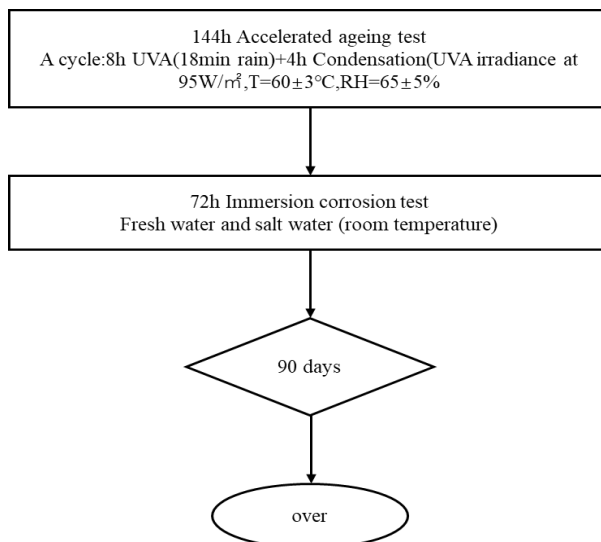 144h Accelerated ageing test
A cycle:8h UVA(18min rain)+4h Condensation(UVA irradiance at
95W/㎡,T=60±3°C,RH=65±5%
72h Immersion corrosion test
Fresh water and salt water (room temperature)
90 days
over